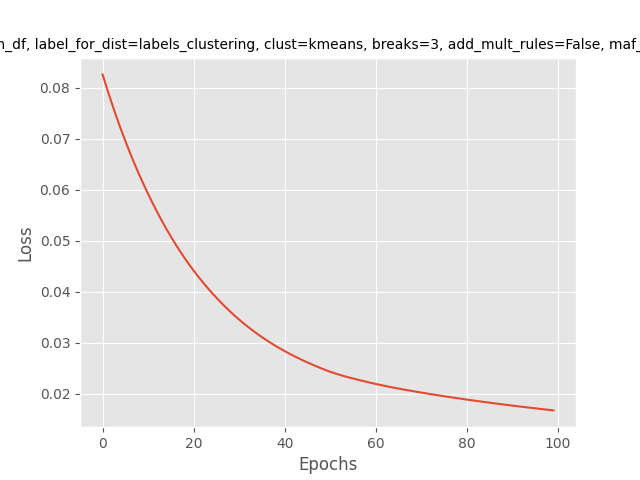 _df, label_for_dist=labels_clustering, clust=kmeans, breaks=3, add_mult_rules=False, maf_
0.08
0.07
0.06
0.05
0.04
0.03
0.02
Loss
0 20 40 60 80 100
Epochs